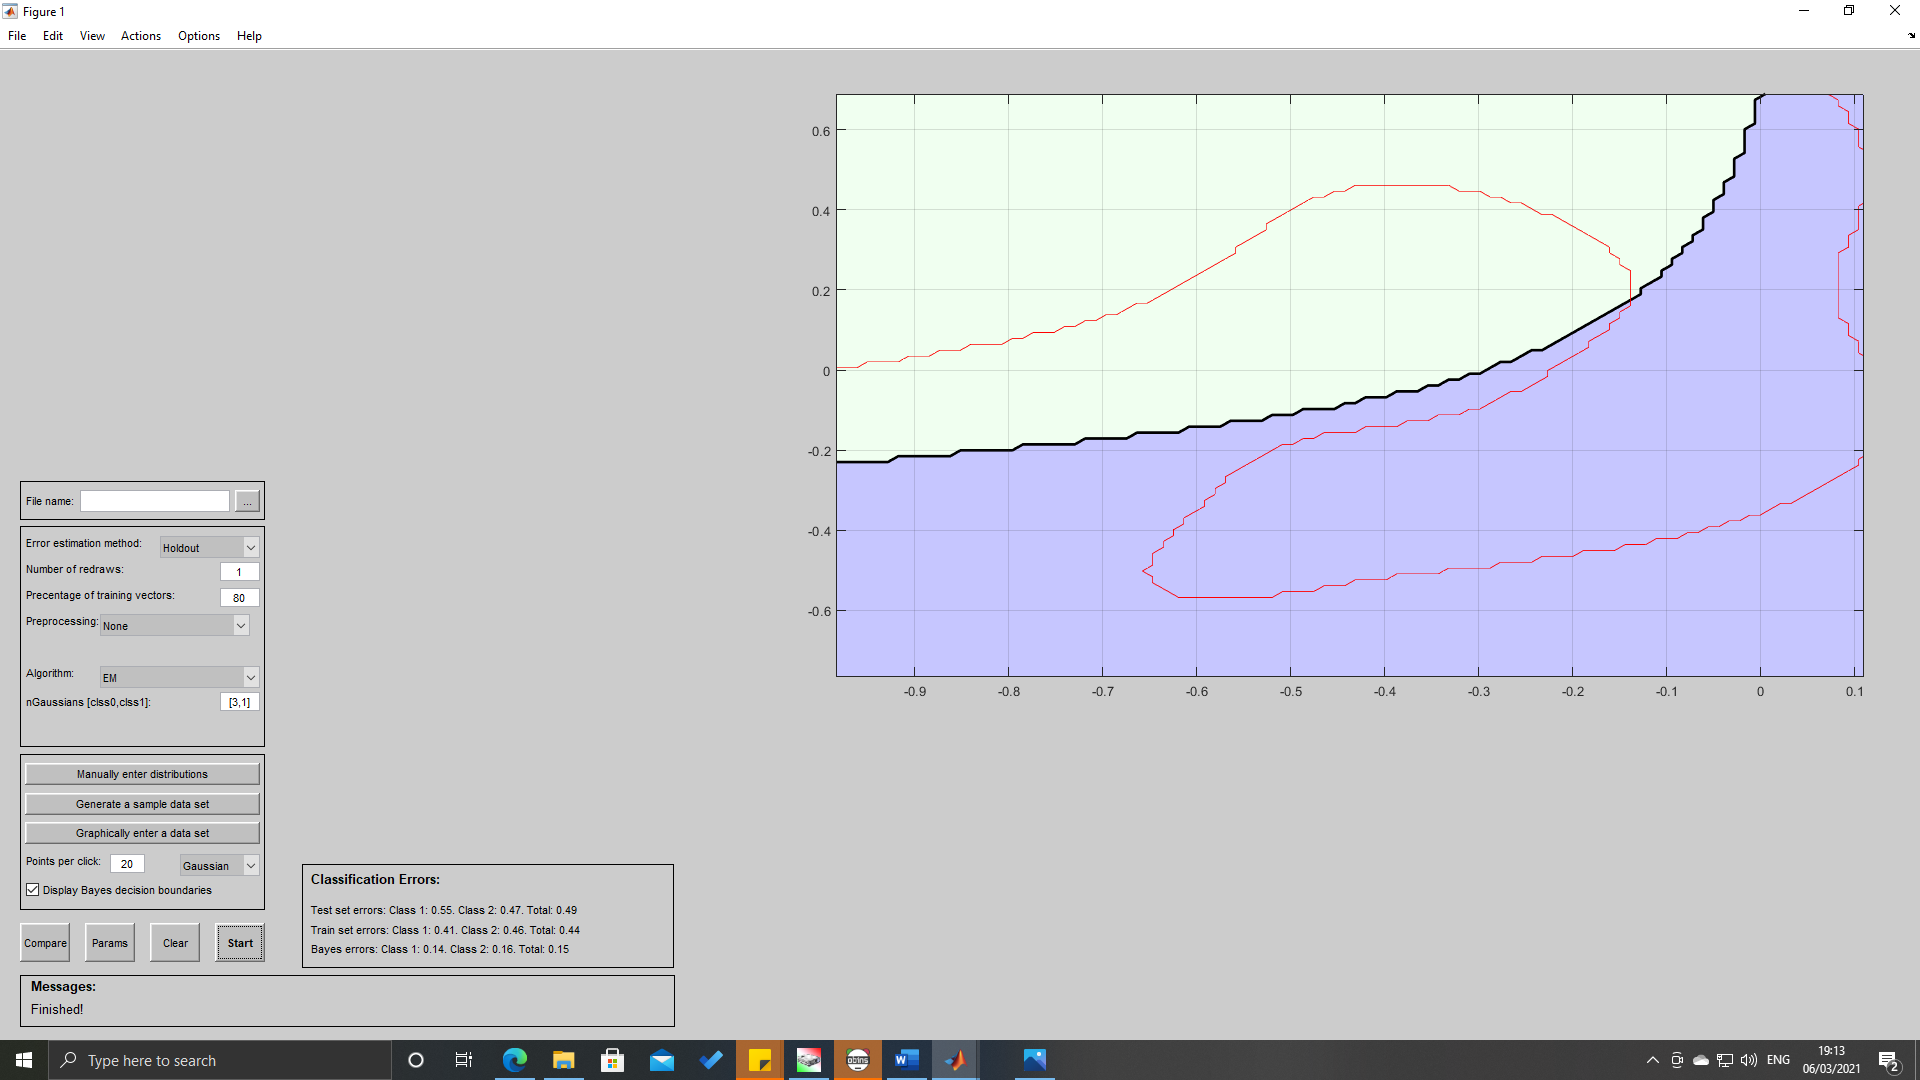 Figure 1
File Edit View Actions Options Help
0.6
0.4
0.2
0
-0.2
-0.4
-0.6
-0.9 -0.8 -0.7 -0.6 -0.5 -0.4 -0.3 -0.2 -0.1 0 0.1
File name: ...
Error estimation method: Holdout
Number of redraws: 1
Precentage of training vectors: 80
Preprocessing: None
Algorithm: EM
nGaussians [clss0,clss1]: [3,1]
Manually enter distributions
Generate a sample data set
Graphically enter a data set
Points per click: 20 Gaussian
Display Bayes decision boundaries
Compare Params Clear Start
Classification Errors:
Test set errors: Class 1: 0.55. Class 2: 0.47. Total: 0.49
Train set errors: Class 1: 0.41. Class 2: 0.46. Total: 0.44
Bayes errors: Class 1: 0.14. Class 2: 0.16. Total: 0.15
Messages:
Finished!
Type here to search
W
ENG
19:13
06/03/2021
2